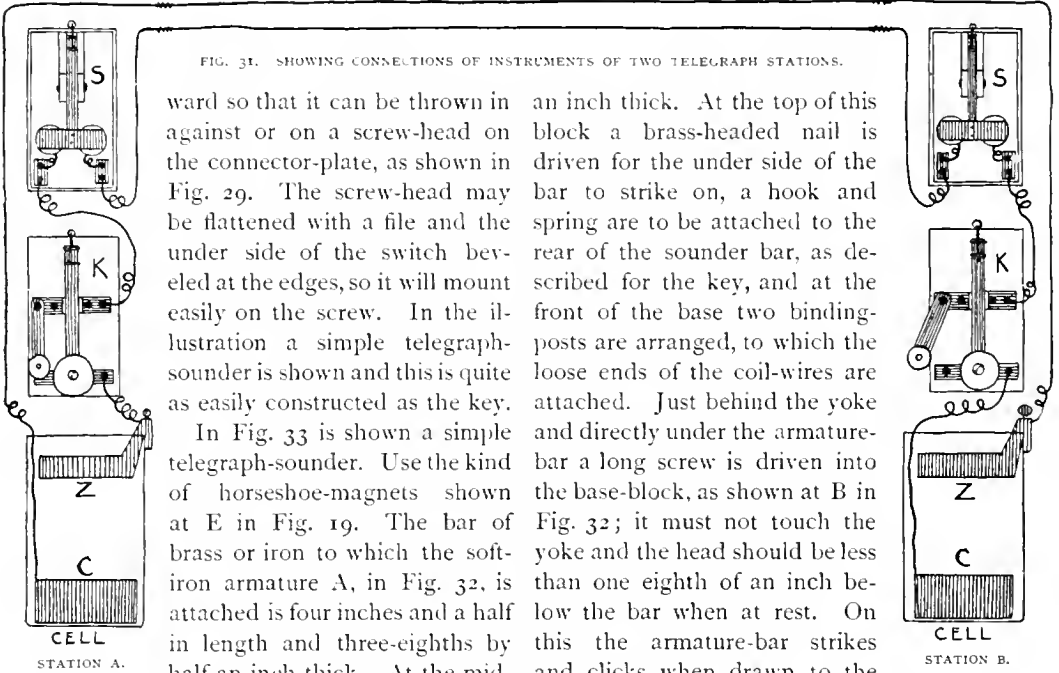 FIG. 31. SHOWING CONNECTIONS OF INSTRUMENTS OF TWO TELEGRAPH STATIONS.
S
K
Z
C
CELL
STATION A.
ward so that it can be thrown in
against or on a screw-head on
the connector-plate, as shown in
Fig. 29. The screw-head may
be flattened with a file and the
under side of the switch bev-
eled at the edges, so it will mount
easily on the screw. In the il-
lustration a simple telegraph-
sounder is shown and this is quite
as easily constructed as the key.
In Fig. 33 is shown a simple
telegraph-sounder. Use the kind
of horseshoe-magnets shown
at E in Fig. 19. The bar of
brass or iron to which the soft-
iron armature A, in Fig. 32, is
attached is four inches and a half
in length and three-eighths by
half an inch thick. At the mid-
an inch thick. At the top of this
block a brass-headed nail is
driven for the under side of the
bar to strike on, a hook and
spring are to be attached to the
rear of the sounder bar, as de-
scribed for the key, and at the
front of the base two binding-
posts are arranged, to which the
loose ends of the coil-wires are
attached. Just behind the yoke
and directly under the armature-
bar a long screw is driven into
the base-block, as shown at B in
Fig. 32; it must not touch the
yoke and the head should be less
than one eighth of an inch be-
low the bar when at rest. On
this the armature-bar strikes
and clicks when drawn to the
S
K
Z
C
CELL
STATION B.